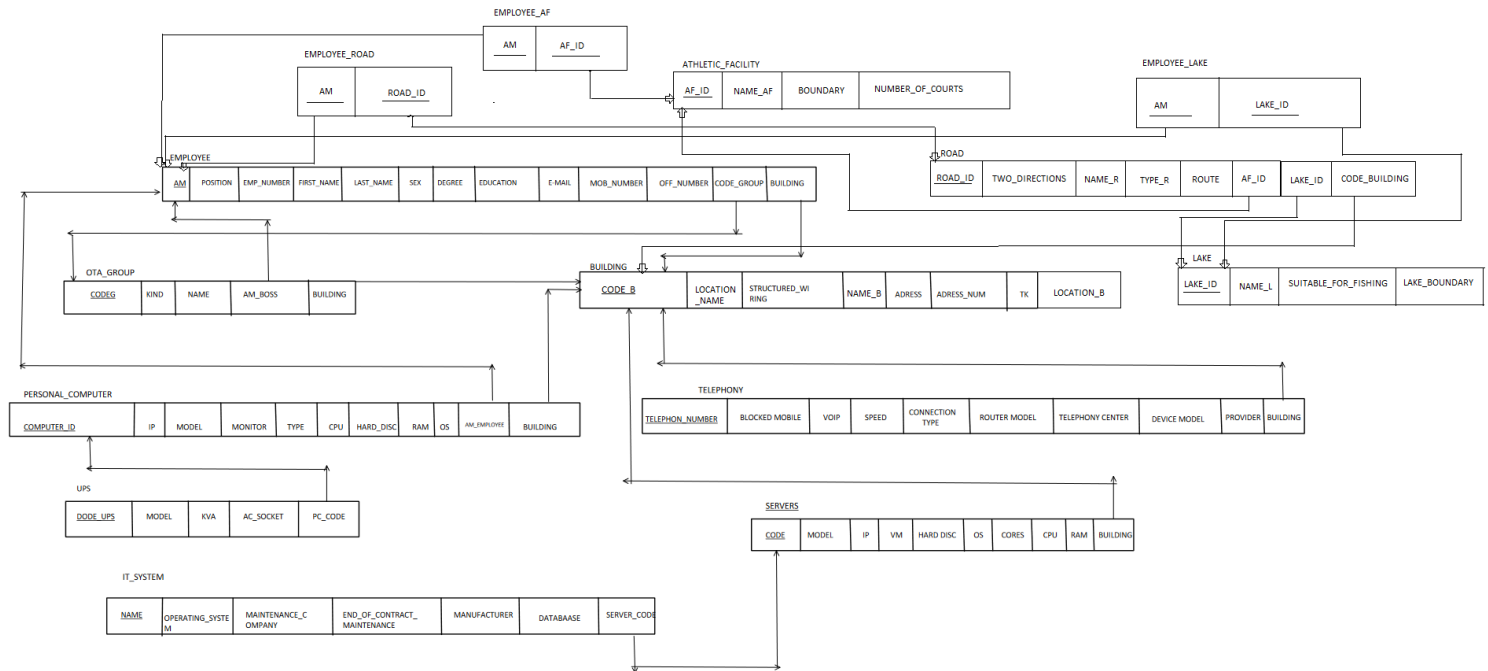 EMPLOYEE_AF
AM AF_ID
EMPLOYEE_ROAD
AM ROAD_ID
ATHLETIC_FACILITY
AF_ID NAME_AF BOUNDARY NUMBER_OF_COURTS
EMPLOYEE_LAKE
AM LAKE_ID
EMPLOYEE
AM POSITION EMP_NUMBER FIRST_NAME LAST_NAME SEX DEGREE EDUCATION E-MAIL MOB_NUMBER OFF_NUMBER CODE_GROUP BUILDING
ROAD
ROAD_ID TWO_DIRECTIONS NAME_R TYPE_R ROUTE AF_ID LAKE_ID CODE_BUILDING
OTA_GROUP
CODEG KIND NAME AM_BOSS BUILDING
BUILDING
CODE_B LOCATION
_NAME STRUCTURED_WI
RING NAME_B ADRESS ADRESS_NUM TK LOCATION_B
LAKE
LAKE_ID NAME_L SUITABLE_FOR_FISHING LAKE_BOUNDARY
PERSONAL_COMPUTER
COMPUTER_ID IP MODEL MONITOR TYPE CPU HARD_DISC RAM OS AM_EMPLOYEE BUILDING
TELEPHONY
TELEPHON_NUMBER BLOCKED MOBILE VOIP SPEED CONNECTION
TYPE ROUTER MODEL TELEPHONY CENTER DEVICE MODEL PROVIDER BUILDING
UPS
DODE_UPS MODEL KVA AC_SOCKET PC_CODE
SERVERS
CODE MODEL IP VM HARD DISC OS CORES CPU RAM BUILDING
IT_SYSTEM
NAME OPERATING_SYSTE
M MAINTENANCE_C
OMPANY END_OF_CONTRACT_
MAINTENANCE MANUFACTURER DATABAASE SERVER_CODE